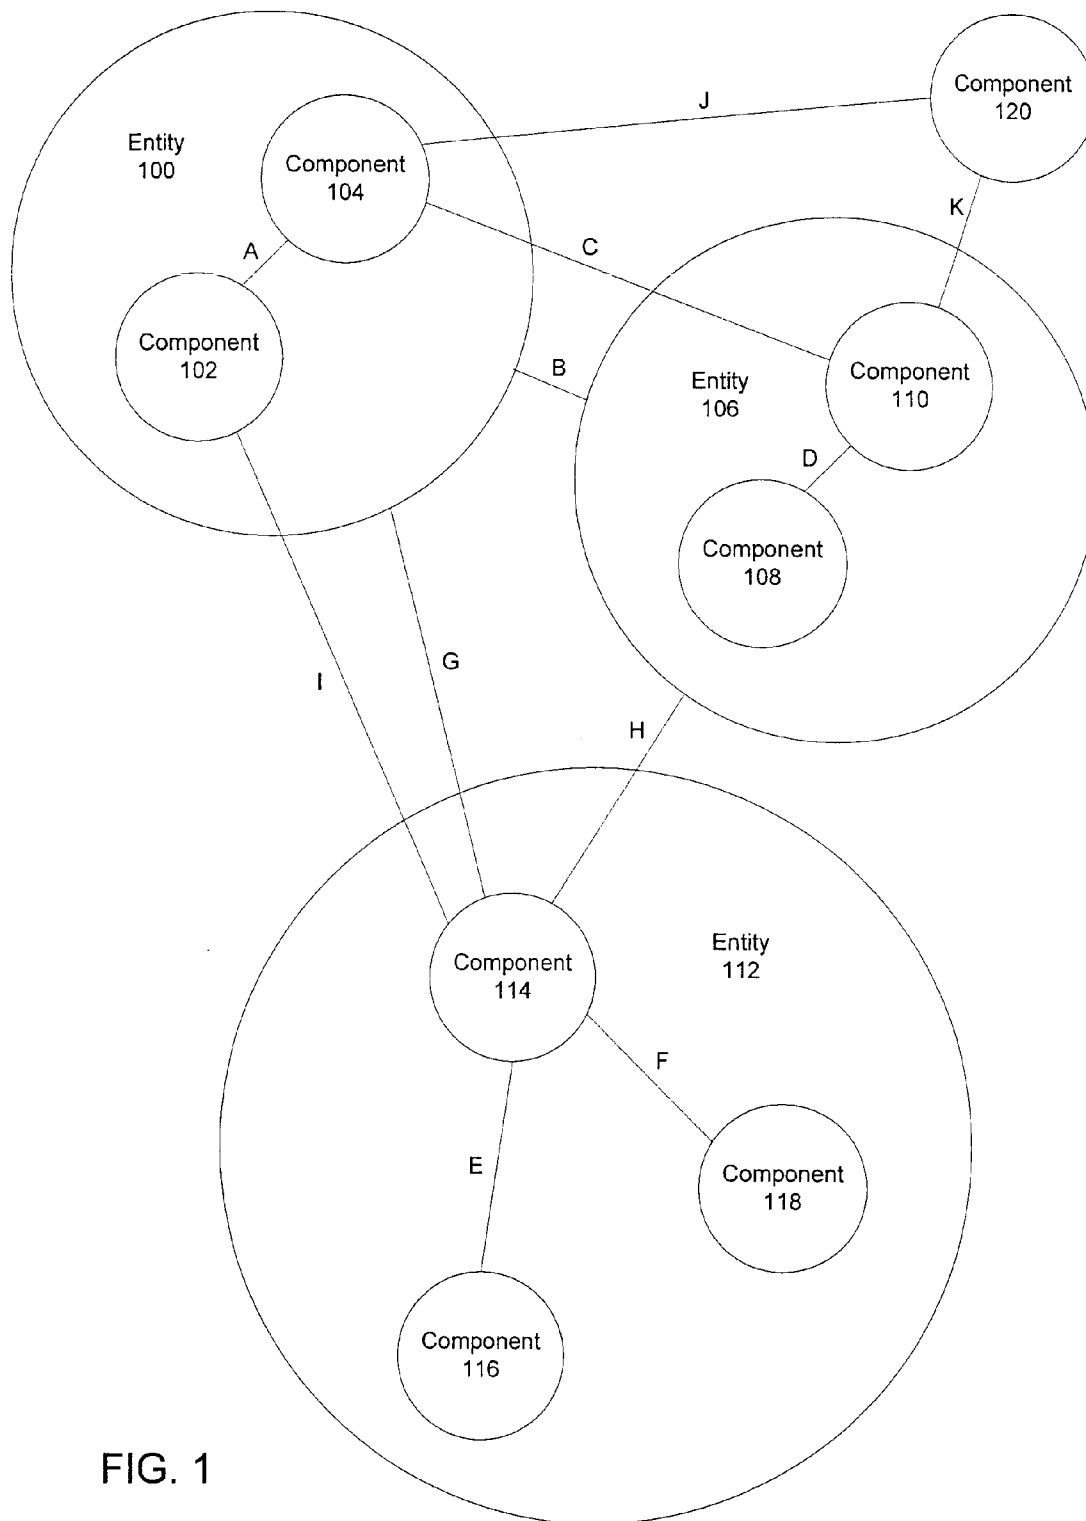 Component
120
J
Entity
100
Component
104
K
A
C
Component
102
B
Entity
106
Component
110
D
Component
108
I
G
H
Component
114
Entity
112
F
E
Component
118
Component
116
FIG. 1